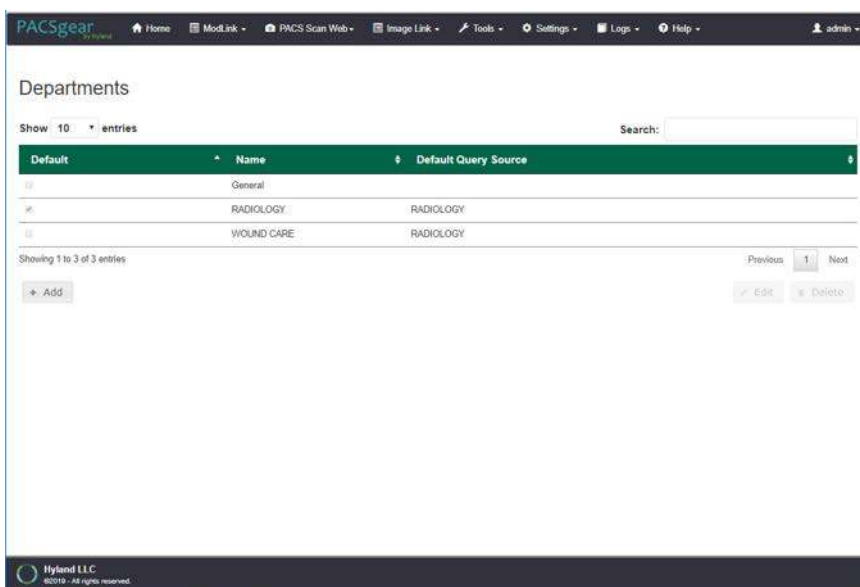 PACSgear by Hyland Home ModLink PACS Scan Web Image Link Tools Settings Logs Help admin
Departments
Show 10 entries Search:
Default Name Default Query Source
General
RADIOLOGY RADIOLOGY
WOUND CARE RADIOLOGY
Showing 1 to 3 of 3 entries Previous 1 Next
+ Add Edit Delete
Hyland LLC
©2019 - All rights reserved.